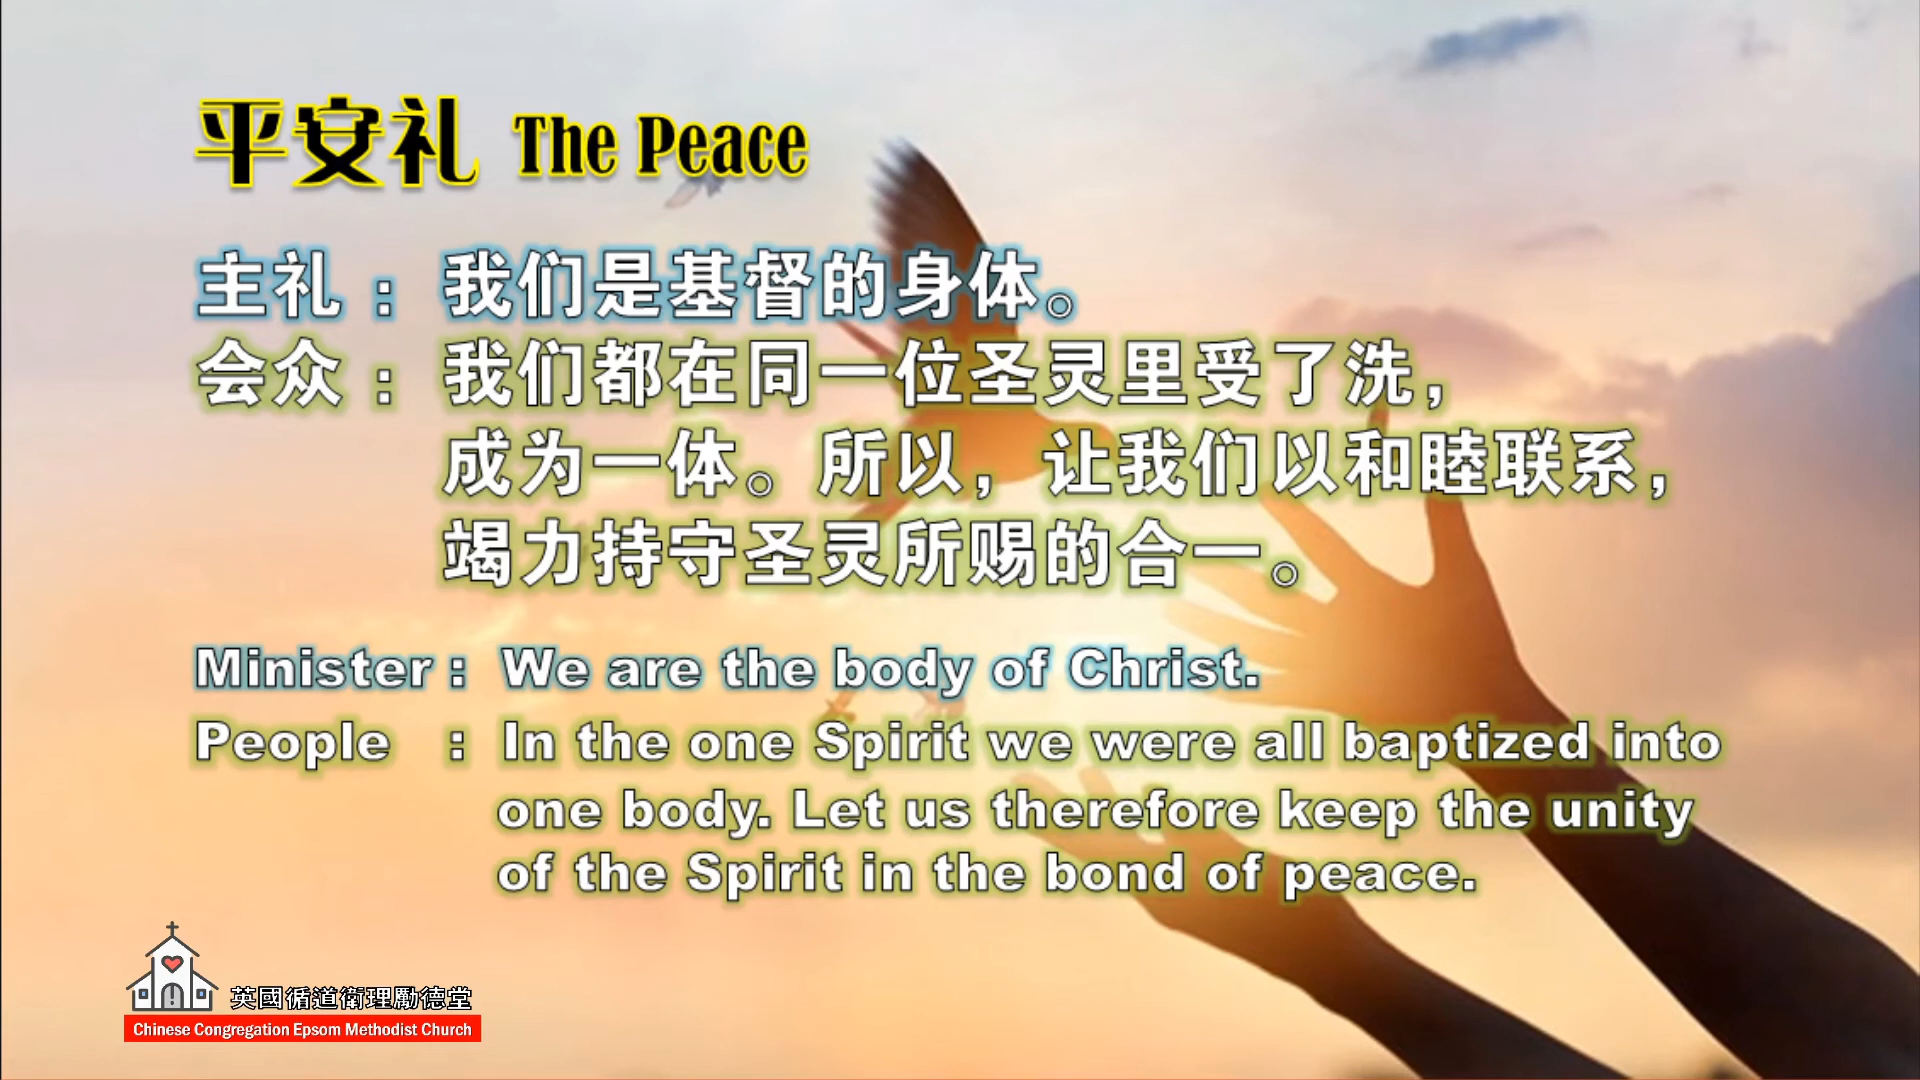 平安礼 The Peace
主礼 : 我们是基督的身体。
会众 : 我们都在同一位圣灵里受了洗，
成为一体。所以，让我们以和睦联系，
竭力持守圣灵所赐的合一。
Minister : We are the body of Christ.
People : In the one Spirit we were all baptized into
one body. Let us therefore keep the unity
of the Spirit in the bond of peace.
英國循道衛理勵德堂
Chinese Congregation Epsom Methodist Church